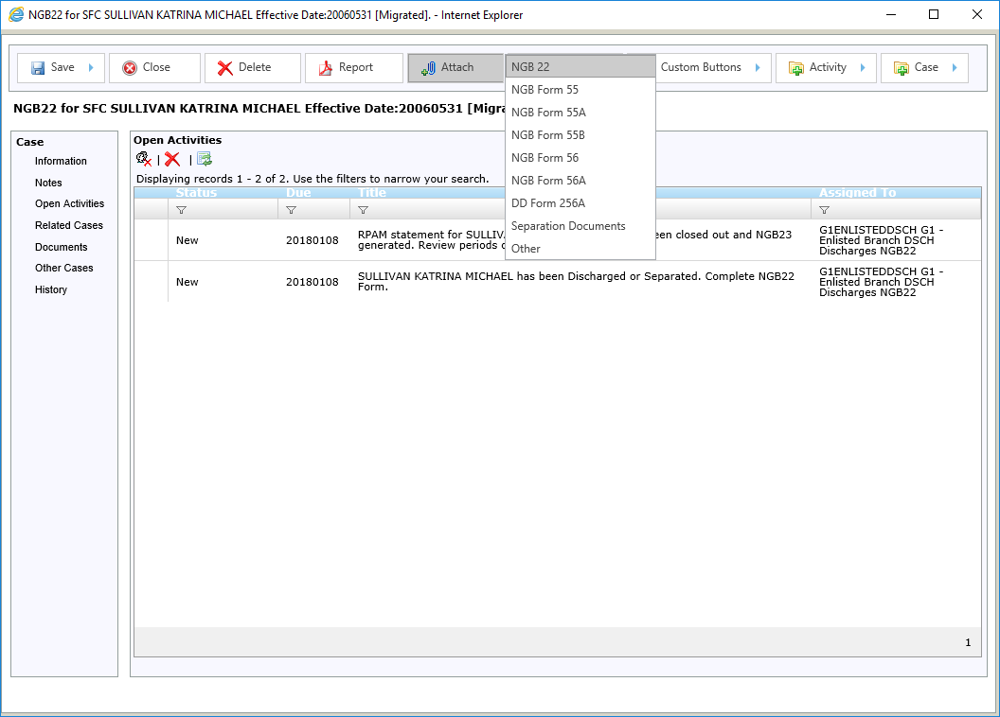 NGB22 for SFC SULLIVAN KATRINA MICHAEL Effective Date:20060531 [Migrated]. - Internet Explorer
Save
Close
Delete
Report
Attach
NGB 22
Custom Buttons
Activity
Case
NGB Form 55
NGB Form 55A
NGB Form 55B
NGB Form 56
NGB Form 56A
DD Form 256A
Separation Documents
Other
NGB22 for SFC SULLIVAN KATRINA MICHAEL Effective Date:20060531
Case
Information
Notes
Open Activities
Related Cases
Documents
Other Cases
History
Open Activities
Displaying records 1 - 2 of 2. Use the filters to narrow your search.
Status Due Title Assigned To
New
20180108
RPAM statement for closed out and NGB23
generated. Review periods
G1ENLISTEDDSCH G1 -
Enlisted Branch DSCH
Discharges NGB22
New
20180108
SULLIVAN KATRINA MICHAEL has been Discharged or Separated. Complete NGB22
Form.
G1ENLISTEDDSCH G1 -
Enlisted Branch DSCH
Discharges NGB22
1